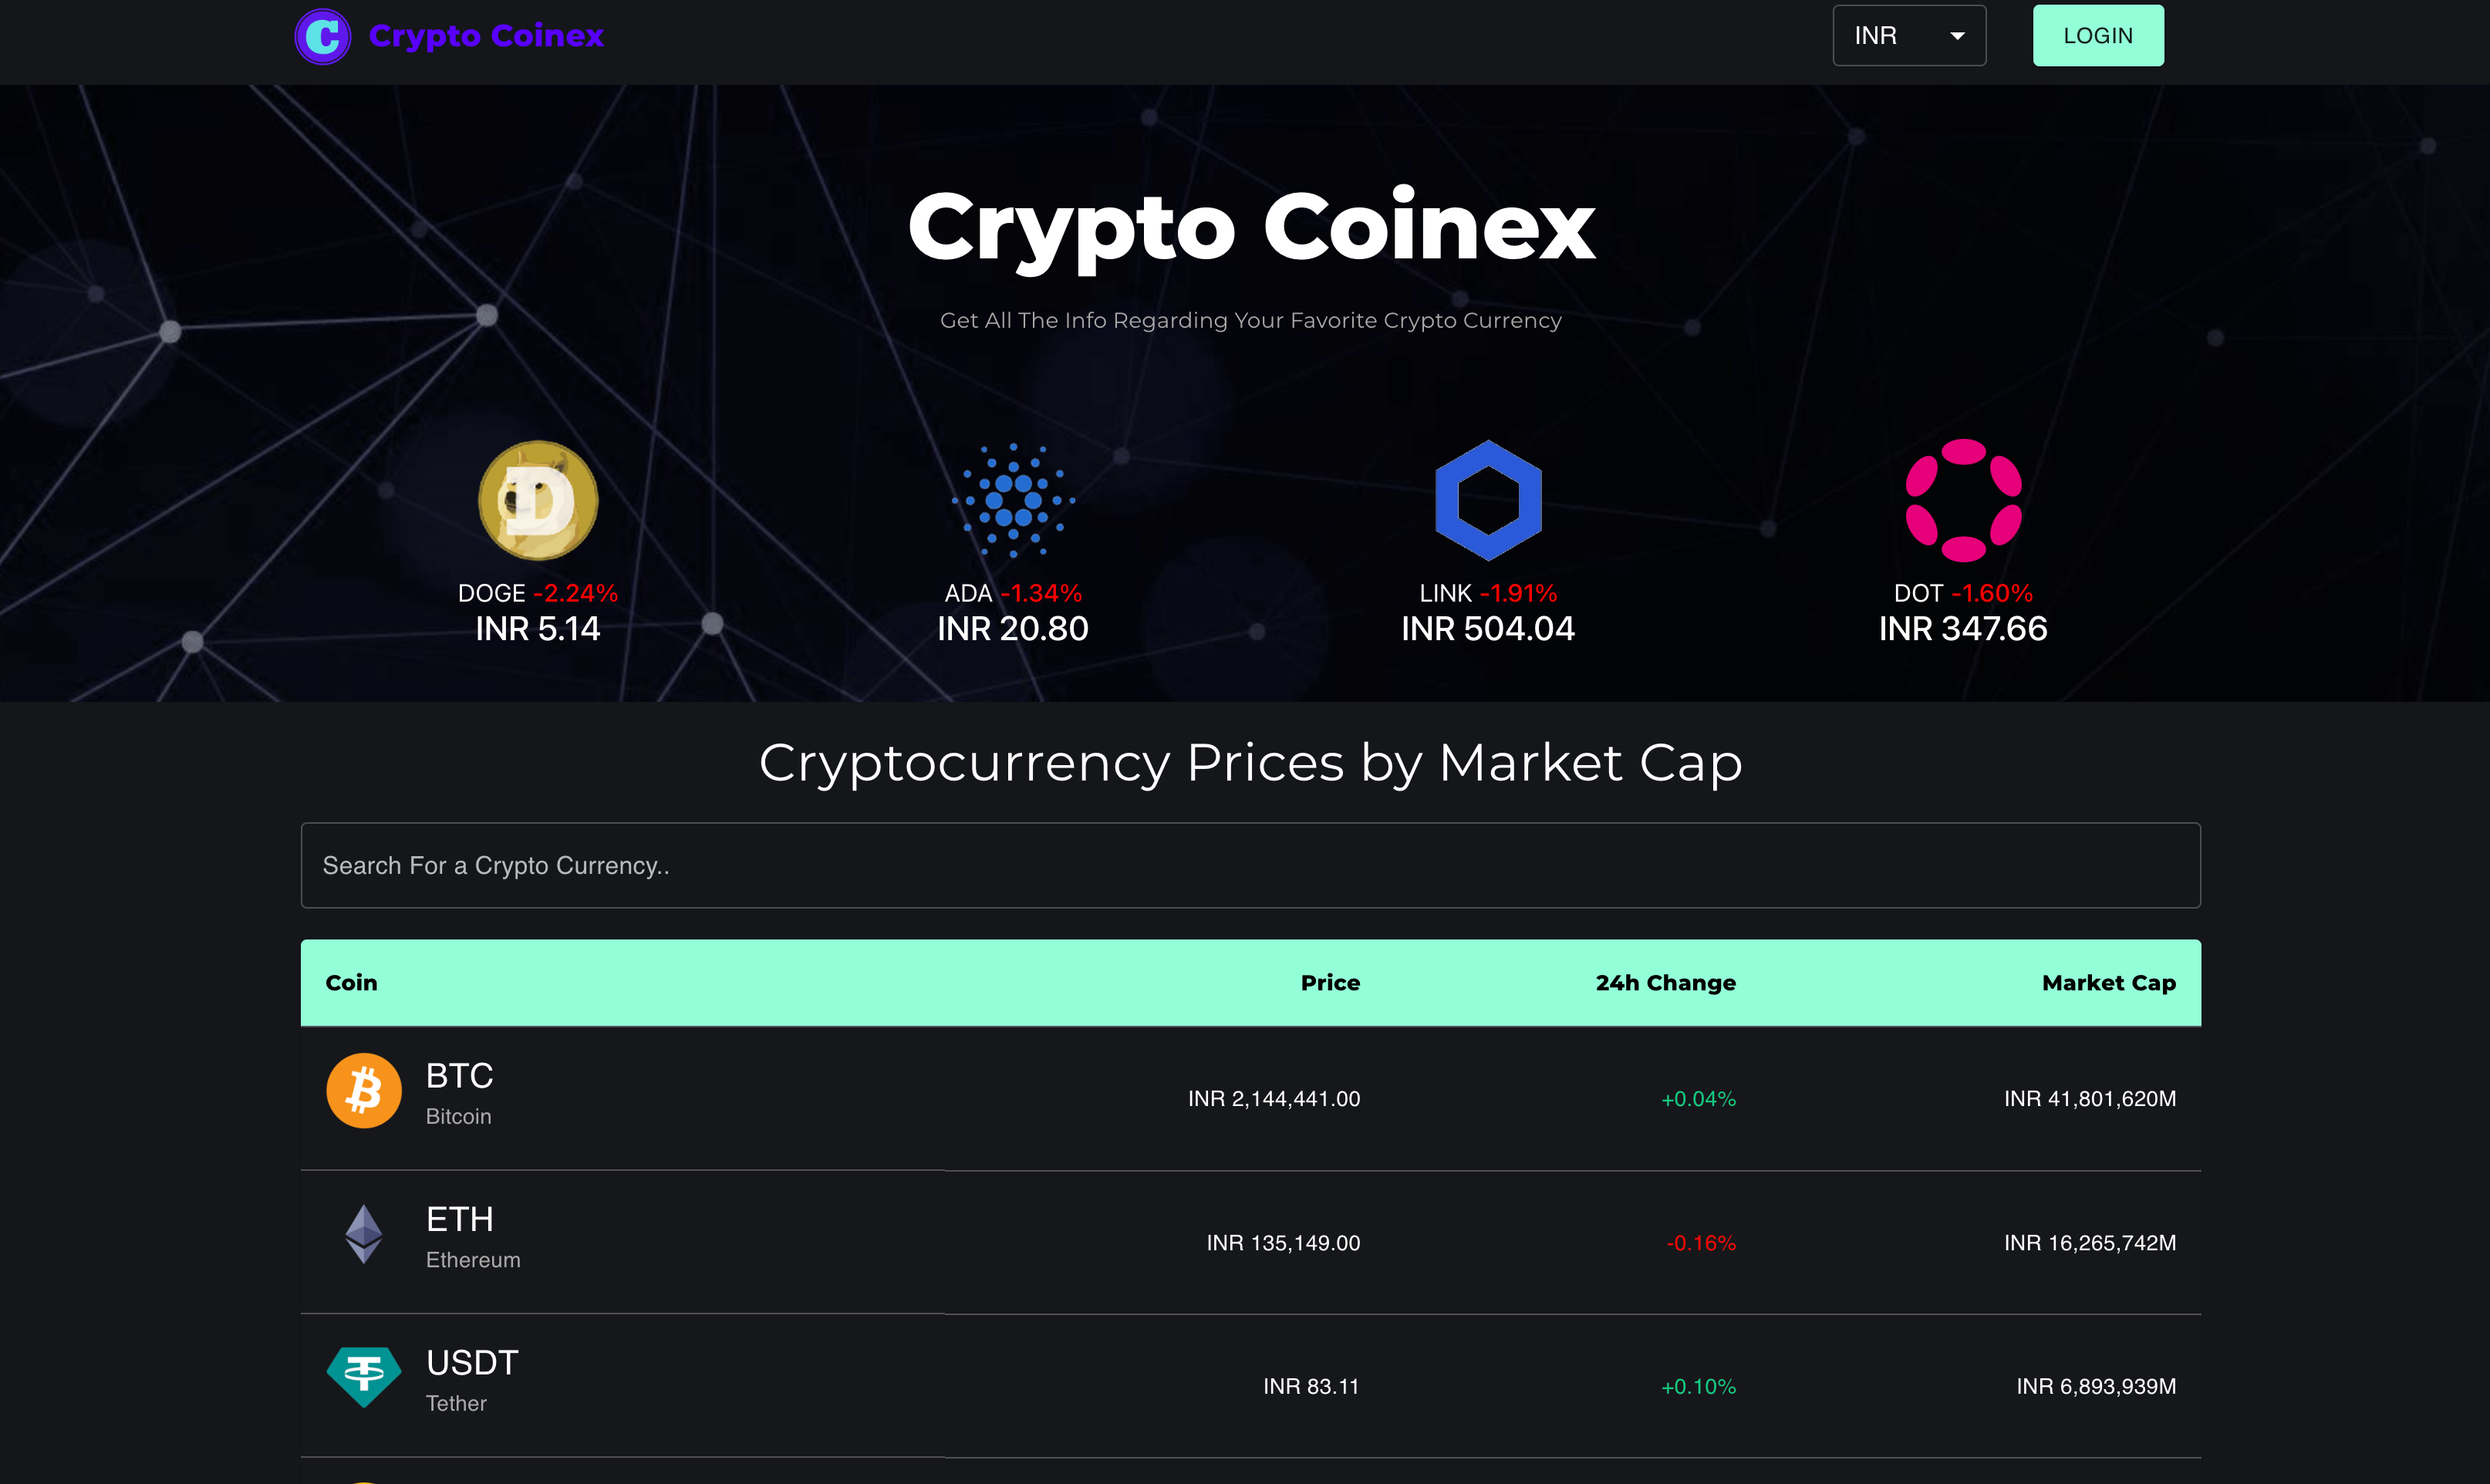 Crypto Coinex
INR
LOGIN
Crypto Coinex
Get All The Info Regarding Your Favorite Crypto Currency
DOGE -2.24%
INR 5.14
ADA -1.34%
INR 20.80
LINK -1.91%
INR 504.04
DOT -1.60%
INR 347.66
Cryptocurrency Prices by Market Cap
Search For a Crypto Currency..
Coin Price 24h Change Market Cap
BTC
Bitcoin
INR 2,144,441.00 +0.04% INR 41,801,620M
ETH
Ethereum
INR 135,149.00 -0.16% INR 16,265,742M
USDT
Tether
INR 83.11 +0.10% INR 6,893,939M